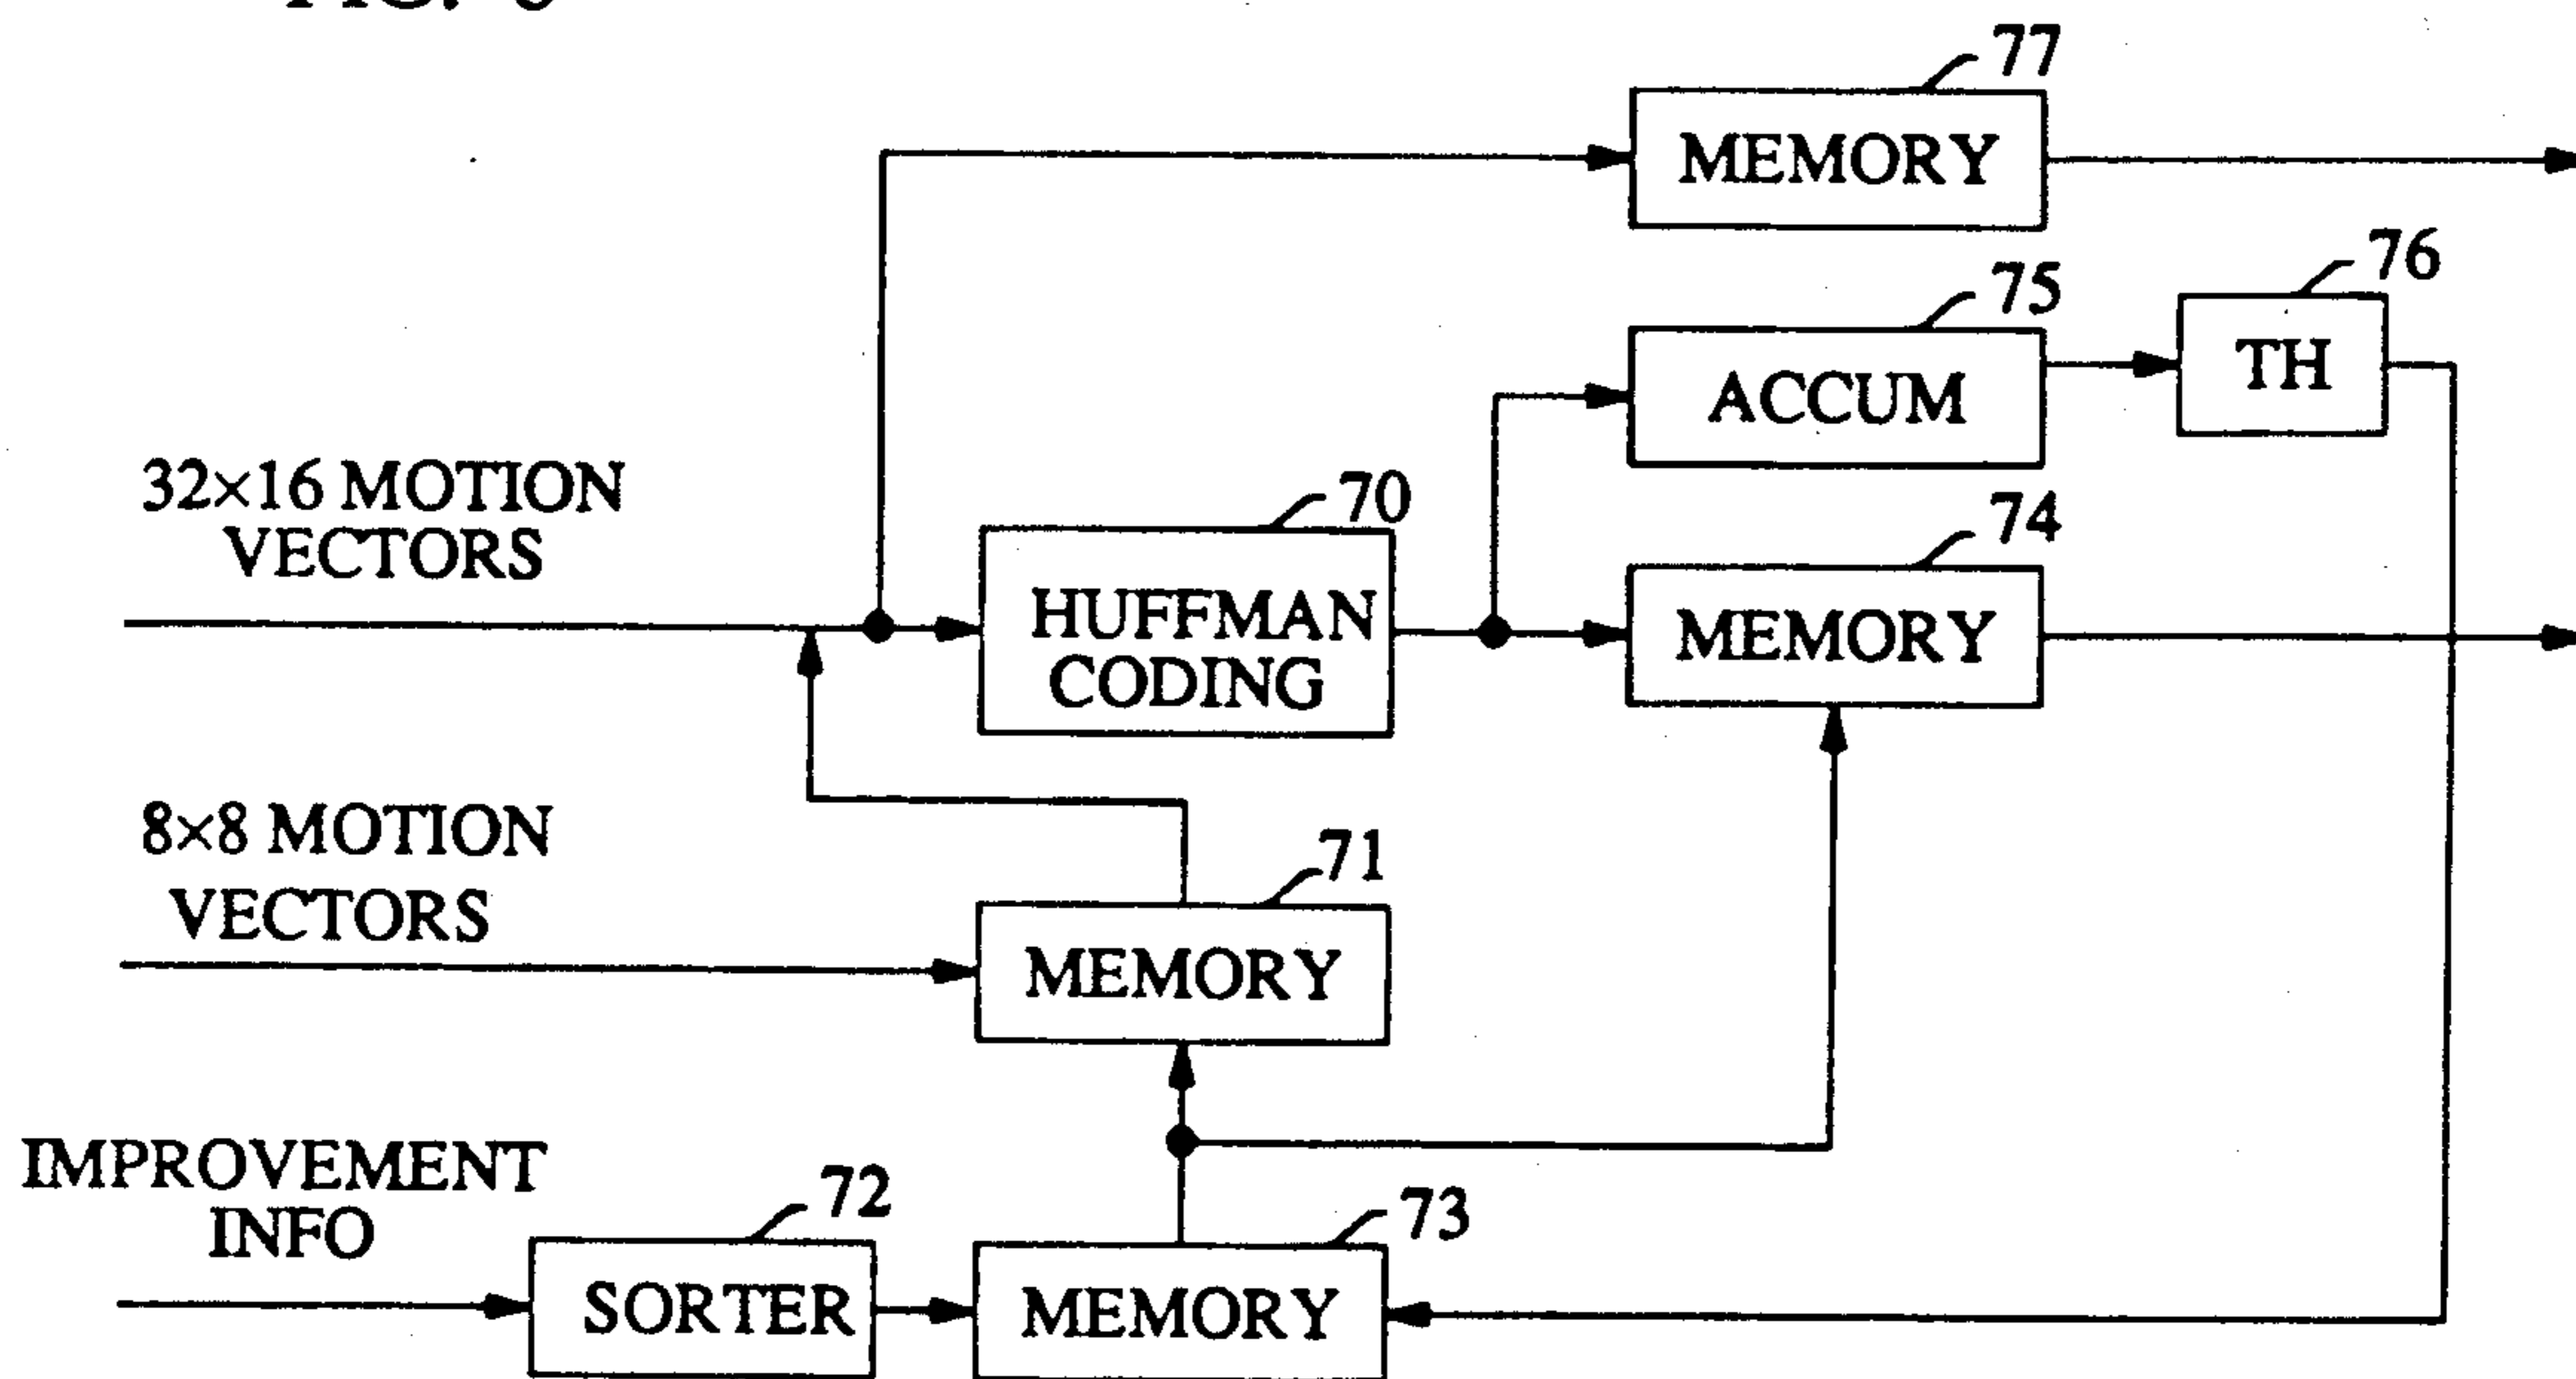 77
MEMORY
76
75
TH
ACCUM
32×16 MOTION
VECTORS
70
74
HUFFMAN
CODING
MEMORY
8×8 MOTION
VECTORS
71
MEMORY
IMPROVEMENT
INFO
72
73
SORTER
MEMORY